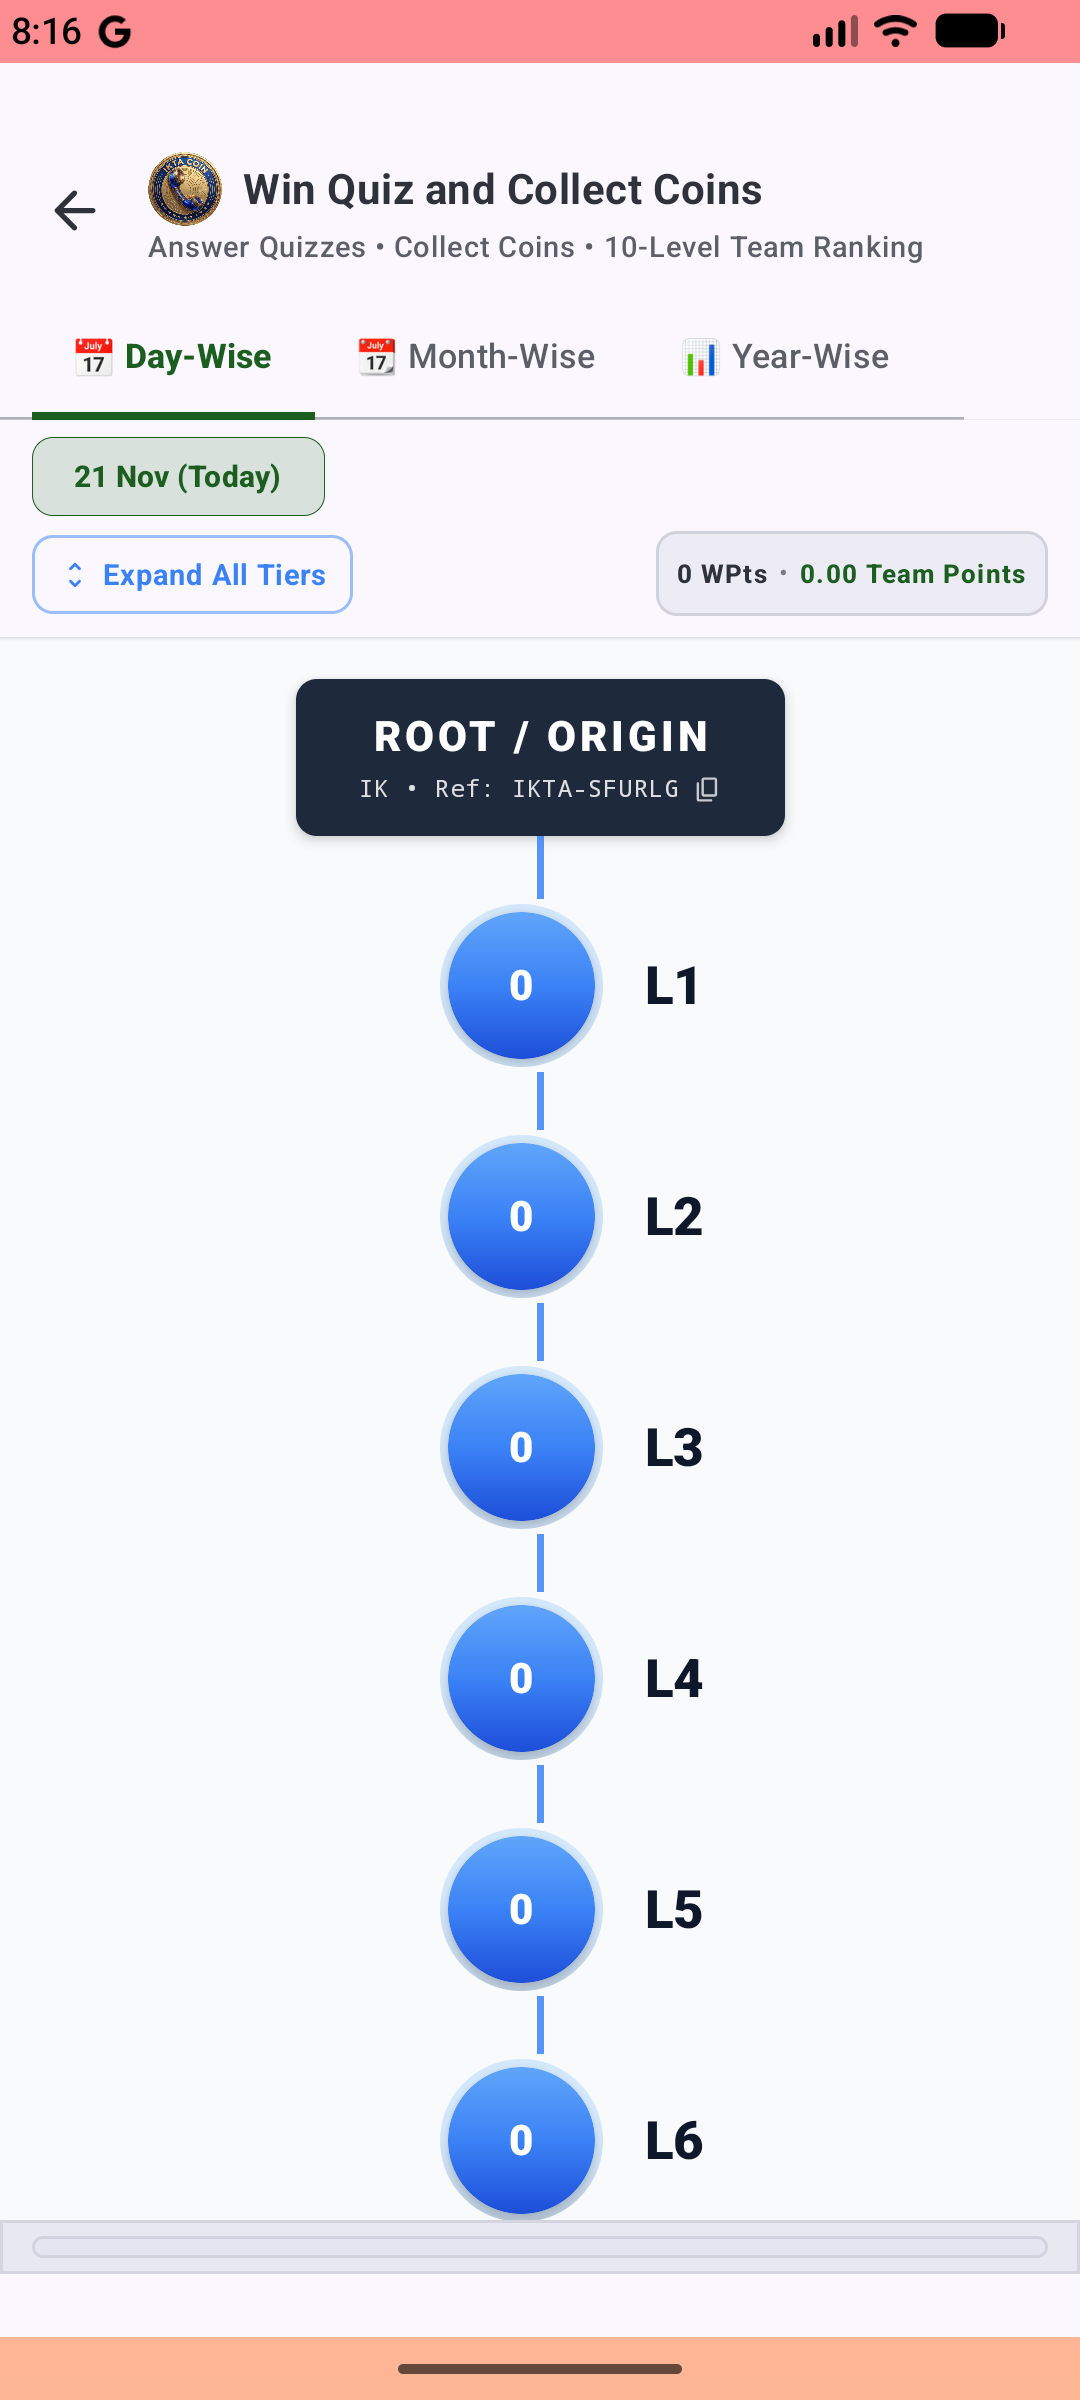 8:16
Win Quiz and Collect Coins
Answer Quizzes • Collect Coins • 10-Level Team Ranking
Day-Wise
Month-Wise
Year-Wise
21 Nov (Today)
Expand All Tiers
0 WPts • 0.00 Team Points
ROOT / ORIGIN
IK • Ref: IKTA-SFURLG
0 L1
0 L2
0 L3
0 L4
0 L5
0 L6